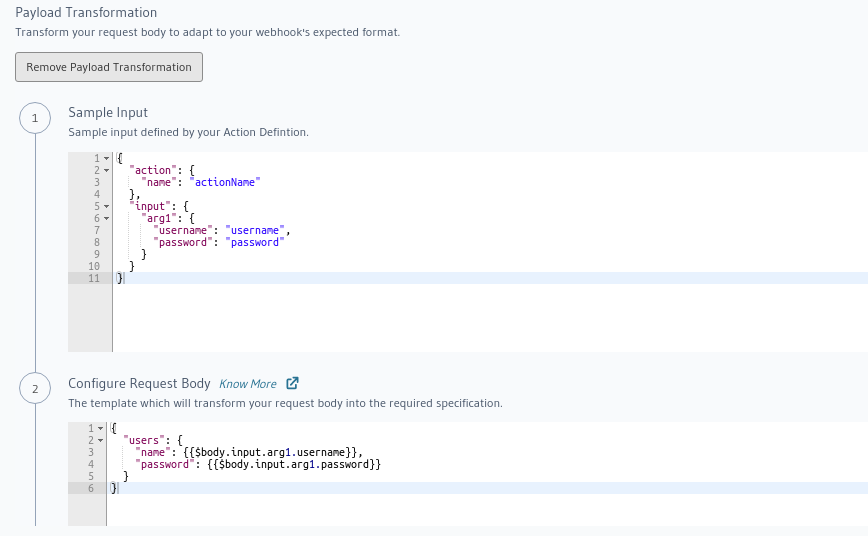 Payload Transformation
Transform your request body to adapt to your webhook's expected format.
Remove Payload Transformation
1
Sample Input
Sample input defined by your Action Defintion.
1 {
2 "action": {
3 "name": "actionName"
4 },
5 "input": {
6 "arg1": {
7 "username": "username",
8 "password": "password"
9 }
10 }
11 }
2
Configure Request Body Know More
The template which will transform your request body into the required specification.
1 {
2 "users": {
3 "name": {{$body.input.arg1.username}},
4 "password": {{$body.input.arg1.password}}
5 }
6 }